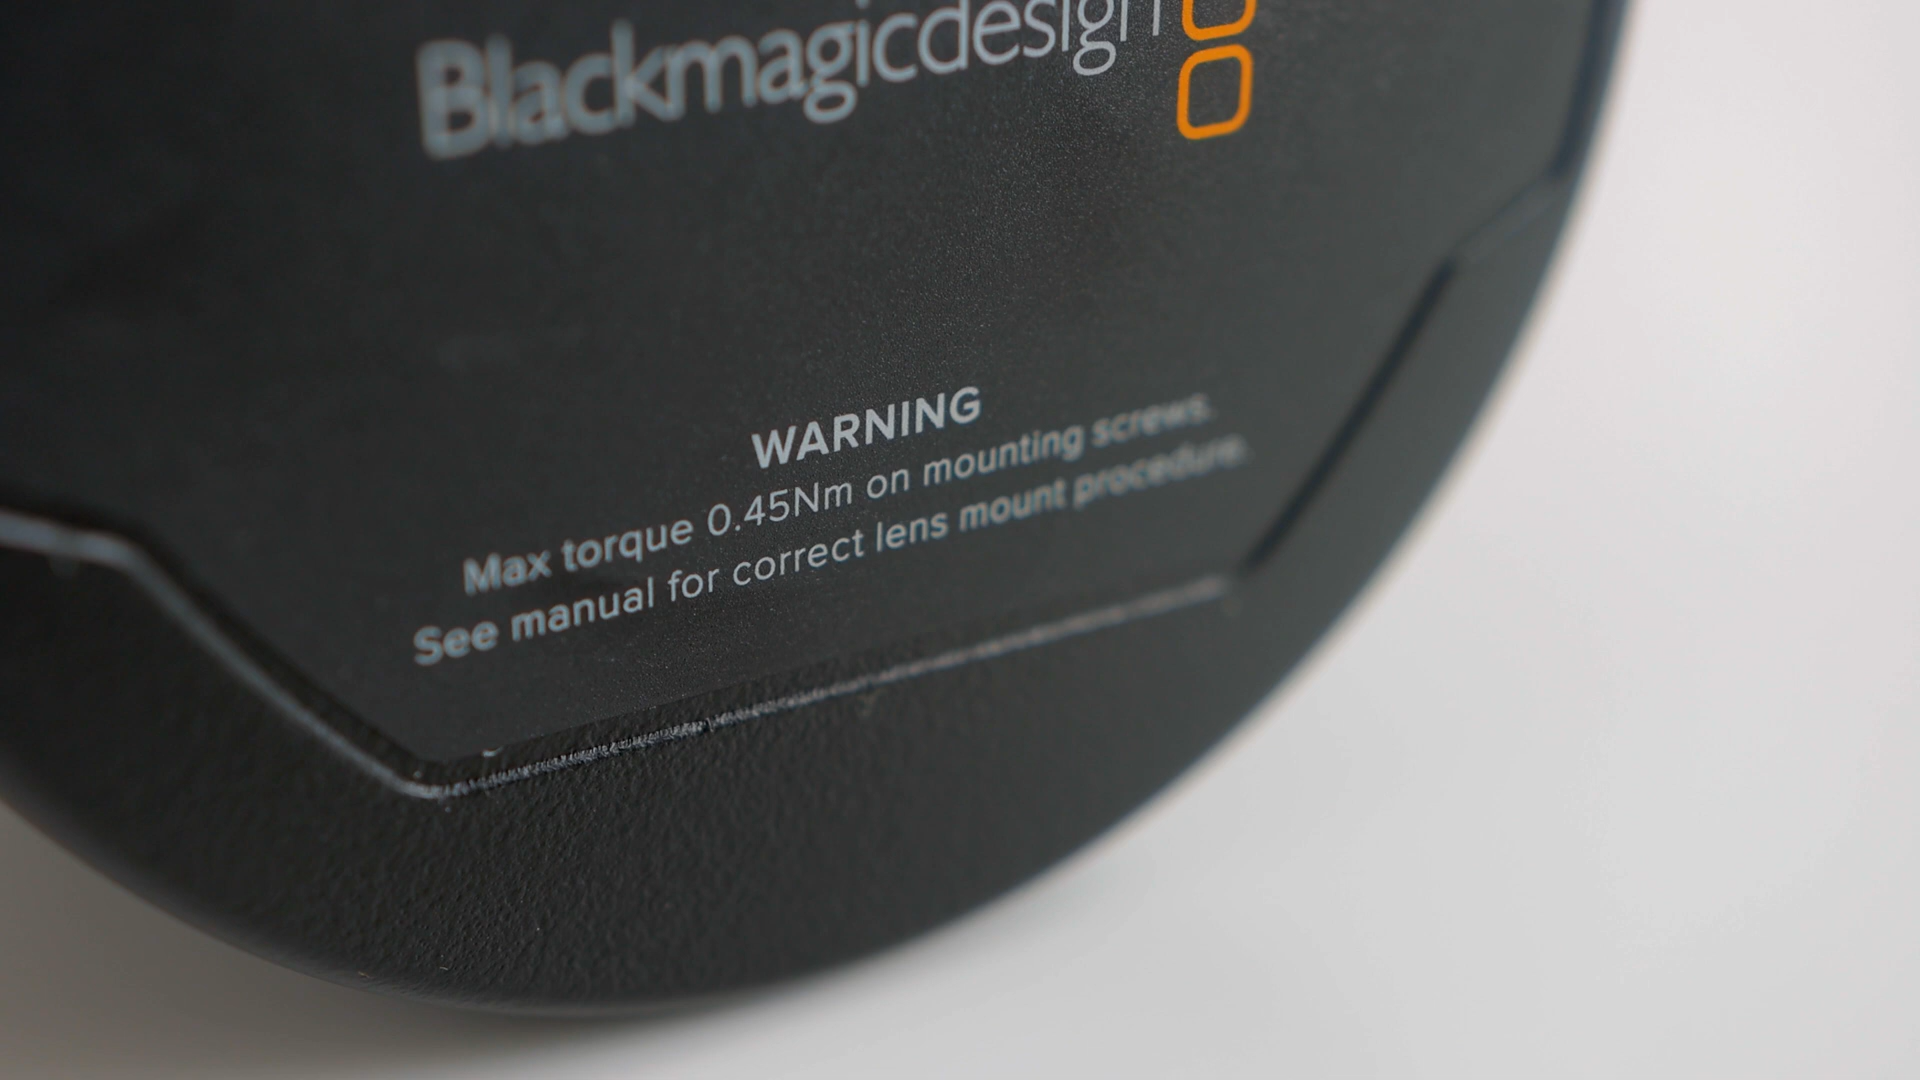 Blackmagicdesign
WARNING
Max torque 0.45Nm on mounting screws.
See manual for correct lens mount procedure.